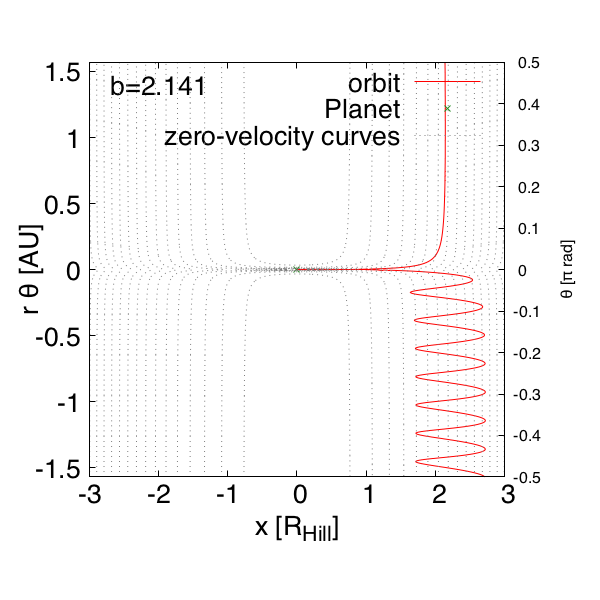 b=2.141
orbit
Planet
zero-velocity curves
1.5
1
0.5
0
-0.5
-1
-1.5
r θ [AU]
0.5
0.4
0.3
0.2
0.1
0
-0.1
-0.2
-0.3
-0.4
-0.5
θ [π rad]
-3 -2 -1 0 1 2 3
x [R_Hill]